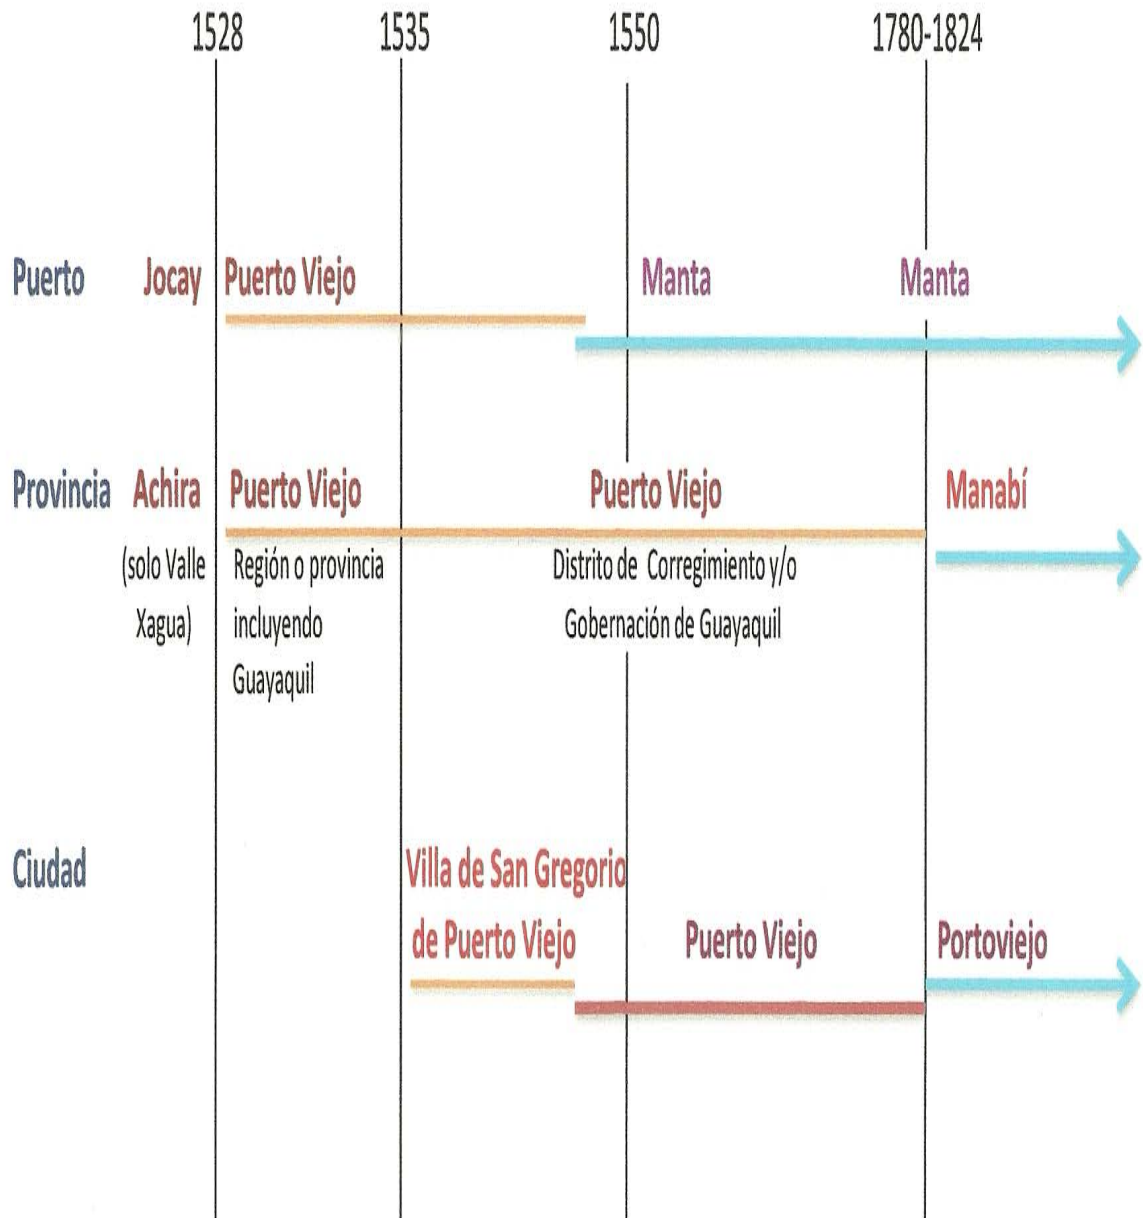 1528 1535 1550 1780-1824
Puerto Jocay Puerto Viejo Manta Manta
Provincia Achira Puerto Viejo Puerto Viejo Manabí
(solo Valle Región o provincia Distrito de Corregimiento y/o
Xagua) incluyendo Gobernación de Guayaquil
Guayaquil
Ciudad Villa de San Gregorio
de Puerto Viejo Puerto Viejo Portoviejo